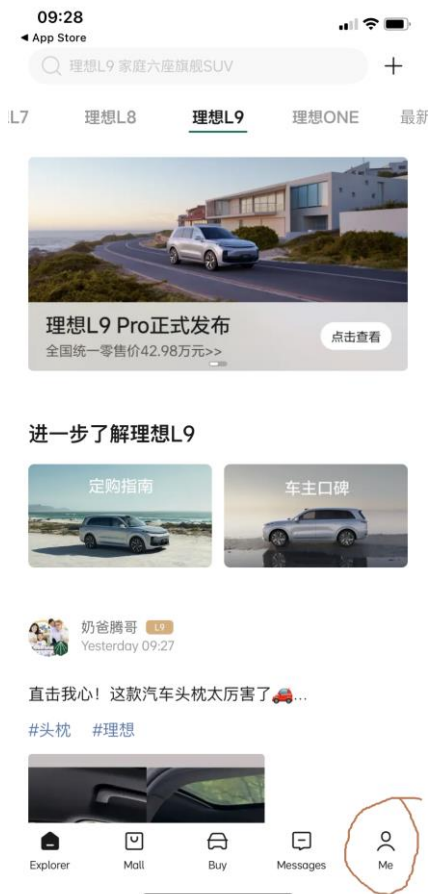 09:28
App Store
理想L9 家庭六座旗舰SUV
L7 理想L8 理想L9 理想ONE 最新
理想L9 Pro正式发布
全国统一零售价42.98万元>>
点击查看
进一步了解理想L9
定购指南
车主口碑
奶爸腾哥 L9
Yesterday 09:27
直击我心！这款汽车头枕太厉害了🚗...
#头枕 #理想
Explorer Mall Buy Messages Me